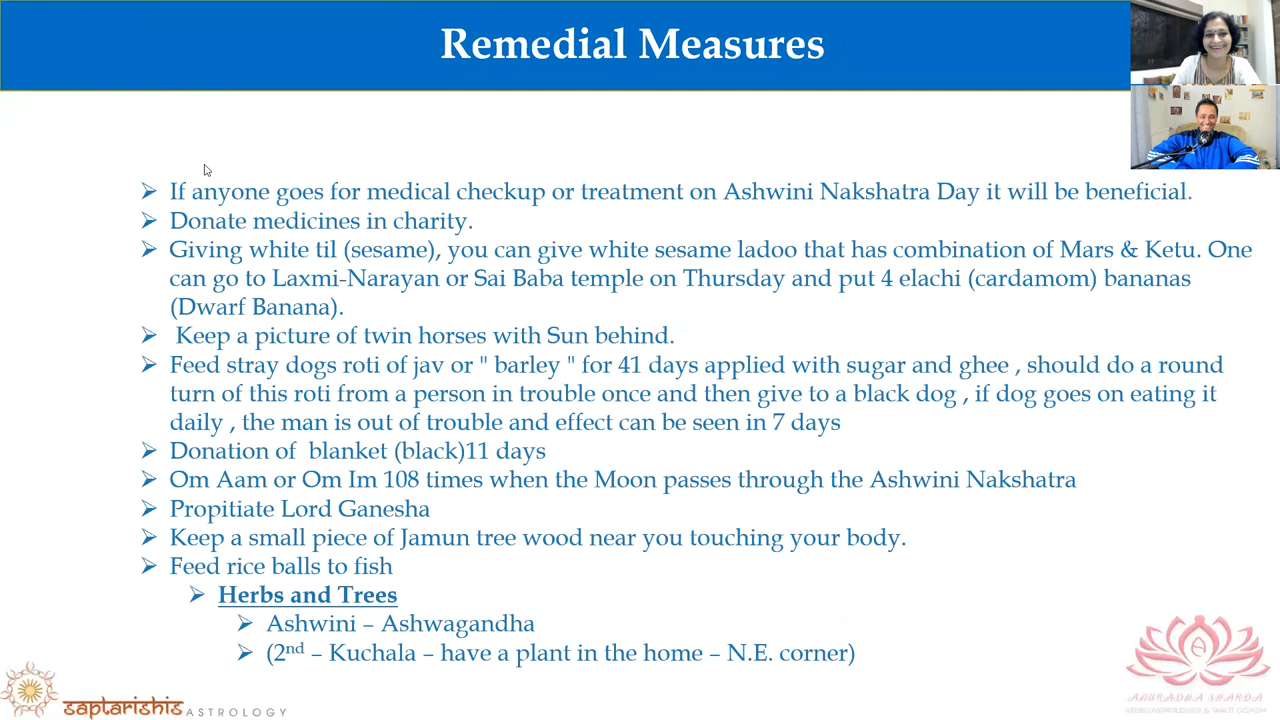 Remedial Measures
If anyone goes for medical checkup or treatment on Ashwini Nakshatra Day it will be beneficial.
Donate medicines in charity.
Giving white til (sesame), you can give white sesame ladoo that has combination of Mars & Ketu. One
can go to Laxmi-Narayan or Sai Baba temple on Thursday and put 4 elachi (cardamom) bananas
(Dwarf Banana).
Keep a picture of twin horses with Sun behind.
Feed stray dogs roti of jav or " barley " for 41 days applied with sugar and ghee , should do a round
turn of this roti from a person in trouble once and then give to a black dog , if dog goes on eating it
daily , the man is out of trouble and effect can be seen in 7 days
Donation of blanket (black)11 days
Om Aam or Om Im 108 times when the Moon passes through the Ashwini Nakshatra
Propitiate Lord Ganesha
Keep a small piece of Jamun tree wood near you touching your body.
Feed rice balls to fish
Herbs and Trees
Ashwini – Ashwagandha
(2nd – Kuchala – have a plant in the home – N.E. corner)
saptarishis ASTROLOGY
ANURADHA SHARDA
VEDIC ASTROLOGER & TAROT COACH